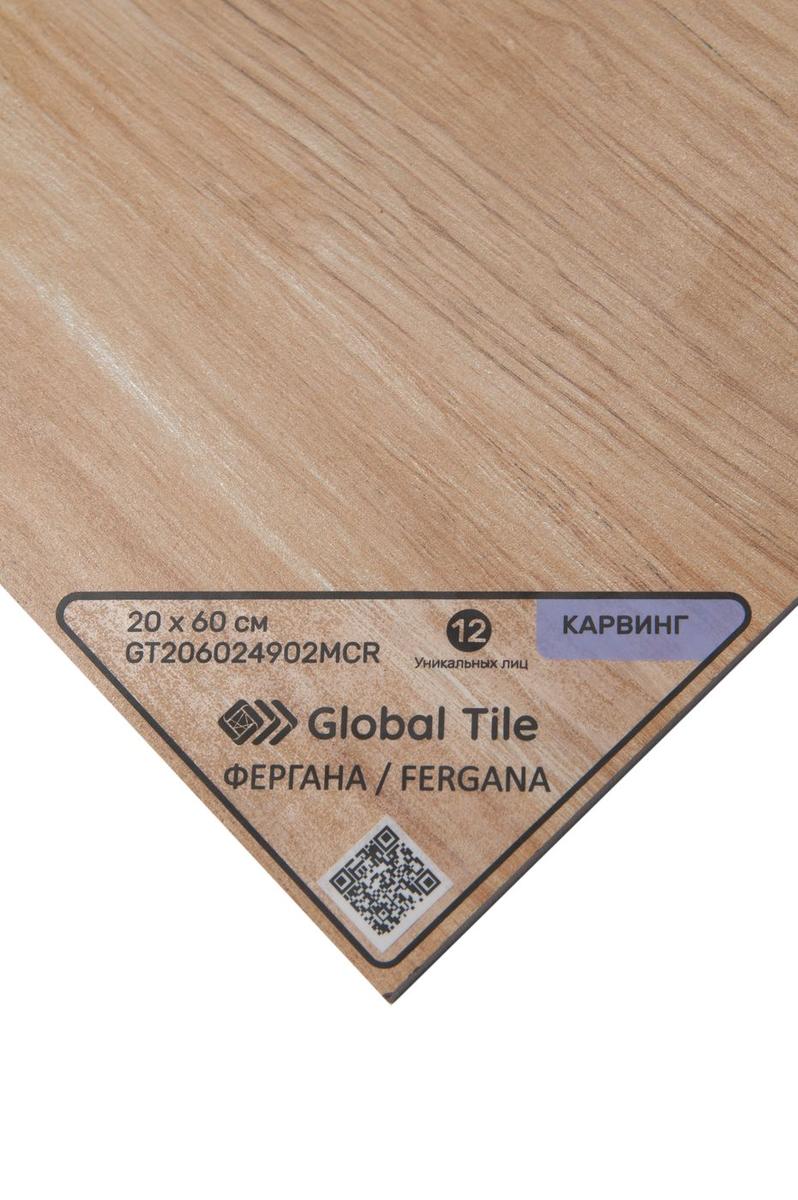 20 x 60 см
GT206024902MCR
12
Уникальных лиц
КАРВИНГ
Global Tile
ФЕРГАНА / FERGANA